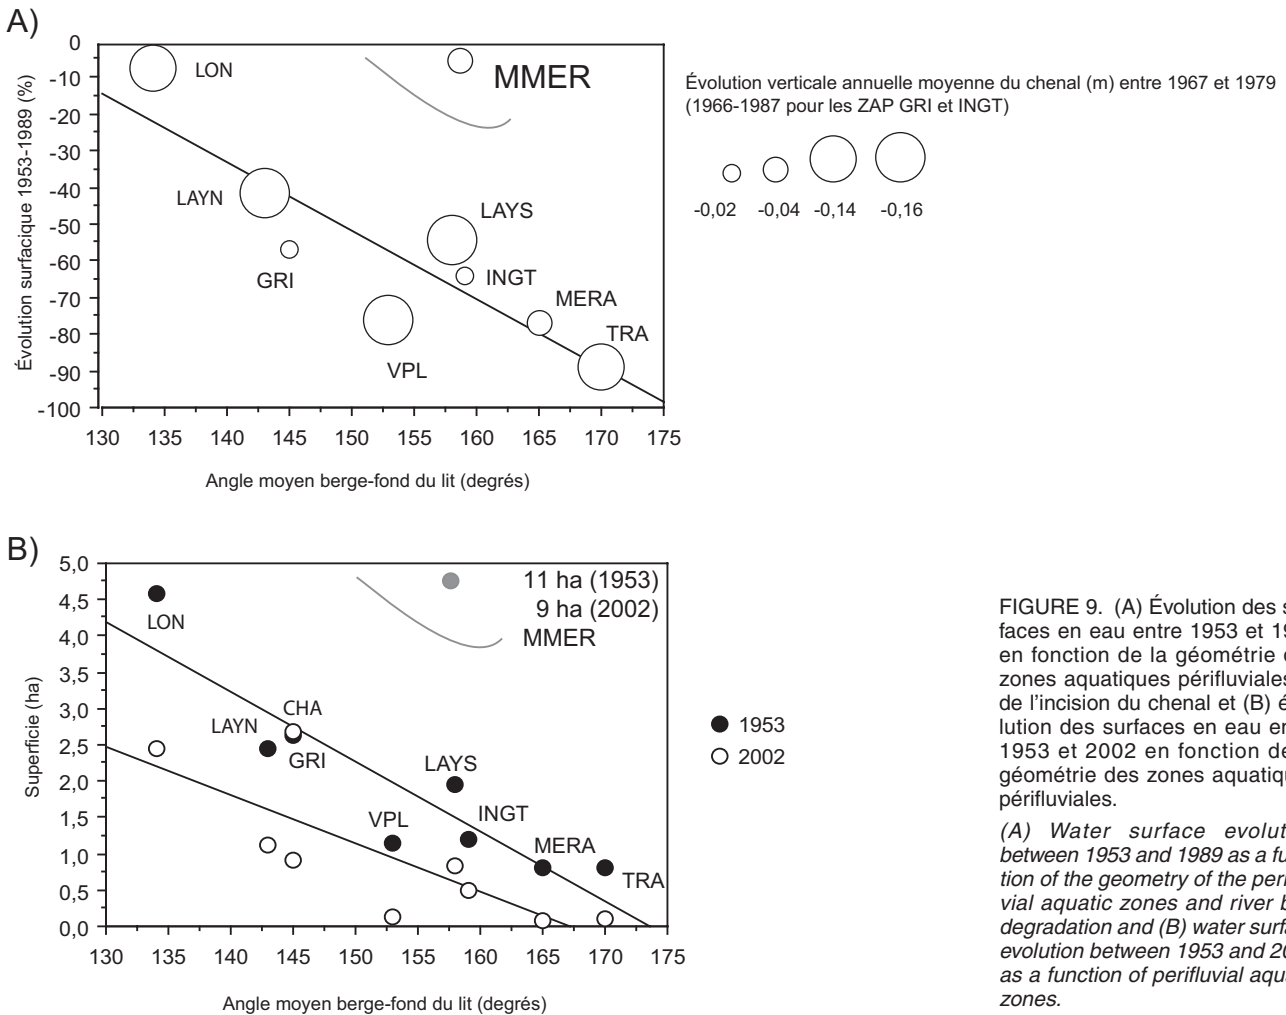 A)
0
-10
-20
-30
-40
-50
-60
-70
-80
-90
-100
Évolution surfacique 1953-1989 (%)
LON
MMER
LAYN
LAYS
GRI
INGT
MERA
TRA
VPL
130 135 140 145 150 155 160 165 170 175
Angle moyen berge-fond du lit (degrés)
Évolution verticale annuelle moyenne du chenal (m) entre 1967 et 1979
(1966-1987 pour les ZAP GRI et INGT)
-0,02 -0,04 -0,14 -0,16
B)
5,0
4,5
4,0
3,5
3,0
2,5
2,0
1,5
1,0
0,5
0,0
Superficie (ha)
11 ha (1953)
9 ha (2002)
MMER
LON
CHA
LAYN
GRI
LAYS
VPL
INGT
MERA
TRA
130 135 140 145 150 155 160 165 170 175
Angle moyen berge-fond du lit (degrés)
1953
2002
FIGURE 9. (A) Évolution des
faces en eau entre 1953 et
en fonction de la géométrie
zones aquatiques périfluviales
de l'incision du chenal et (B)
lution des surfaces en eau
1953 et 2002 en fonction de
géométrie des zones
périfluviales.
(A) Water surface
between 1953 and 1989 as a
tion of the geometry of the
vial aquatic zones and river
degradation and (B) water
evolution between 1953 and
as a function of perifluvial
zones.